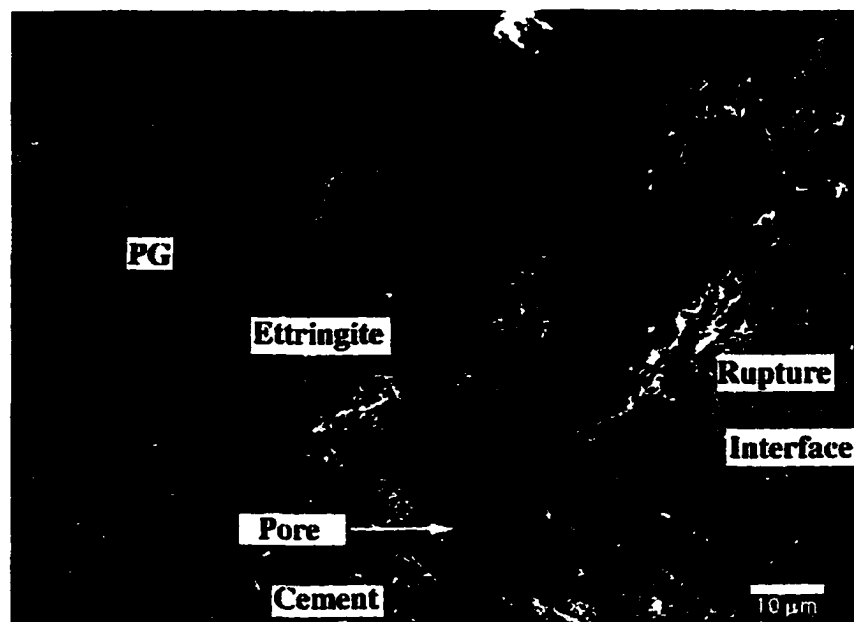 PG
Ettringite
Rupture
Interface
Pore
Cement
10 μm